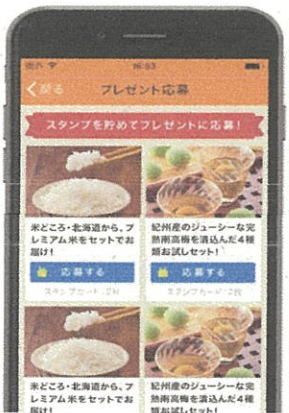 16:53
戻る
プレゼント応募
スタンプを貯めてプレゼントに応募！
米どころ・北海道から、プ
レミアム米をセットでお
届け！
応募する
スタンプカード:2枚
紀州産のジューシーな完
熟南高梅を漬込んだ4種
類お試しセット！
応募する
スタンプカード:2枚
米どころ・北海道から、プ
レミアム米をセットでお
届け！
紀州産のジューシーな完
熟南高梅を漬込んだ4種
類お試しセット！